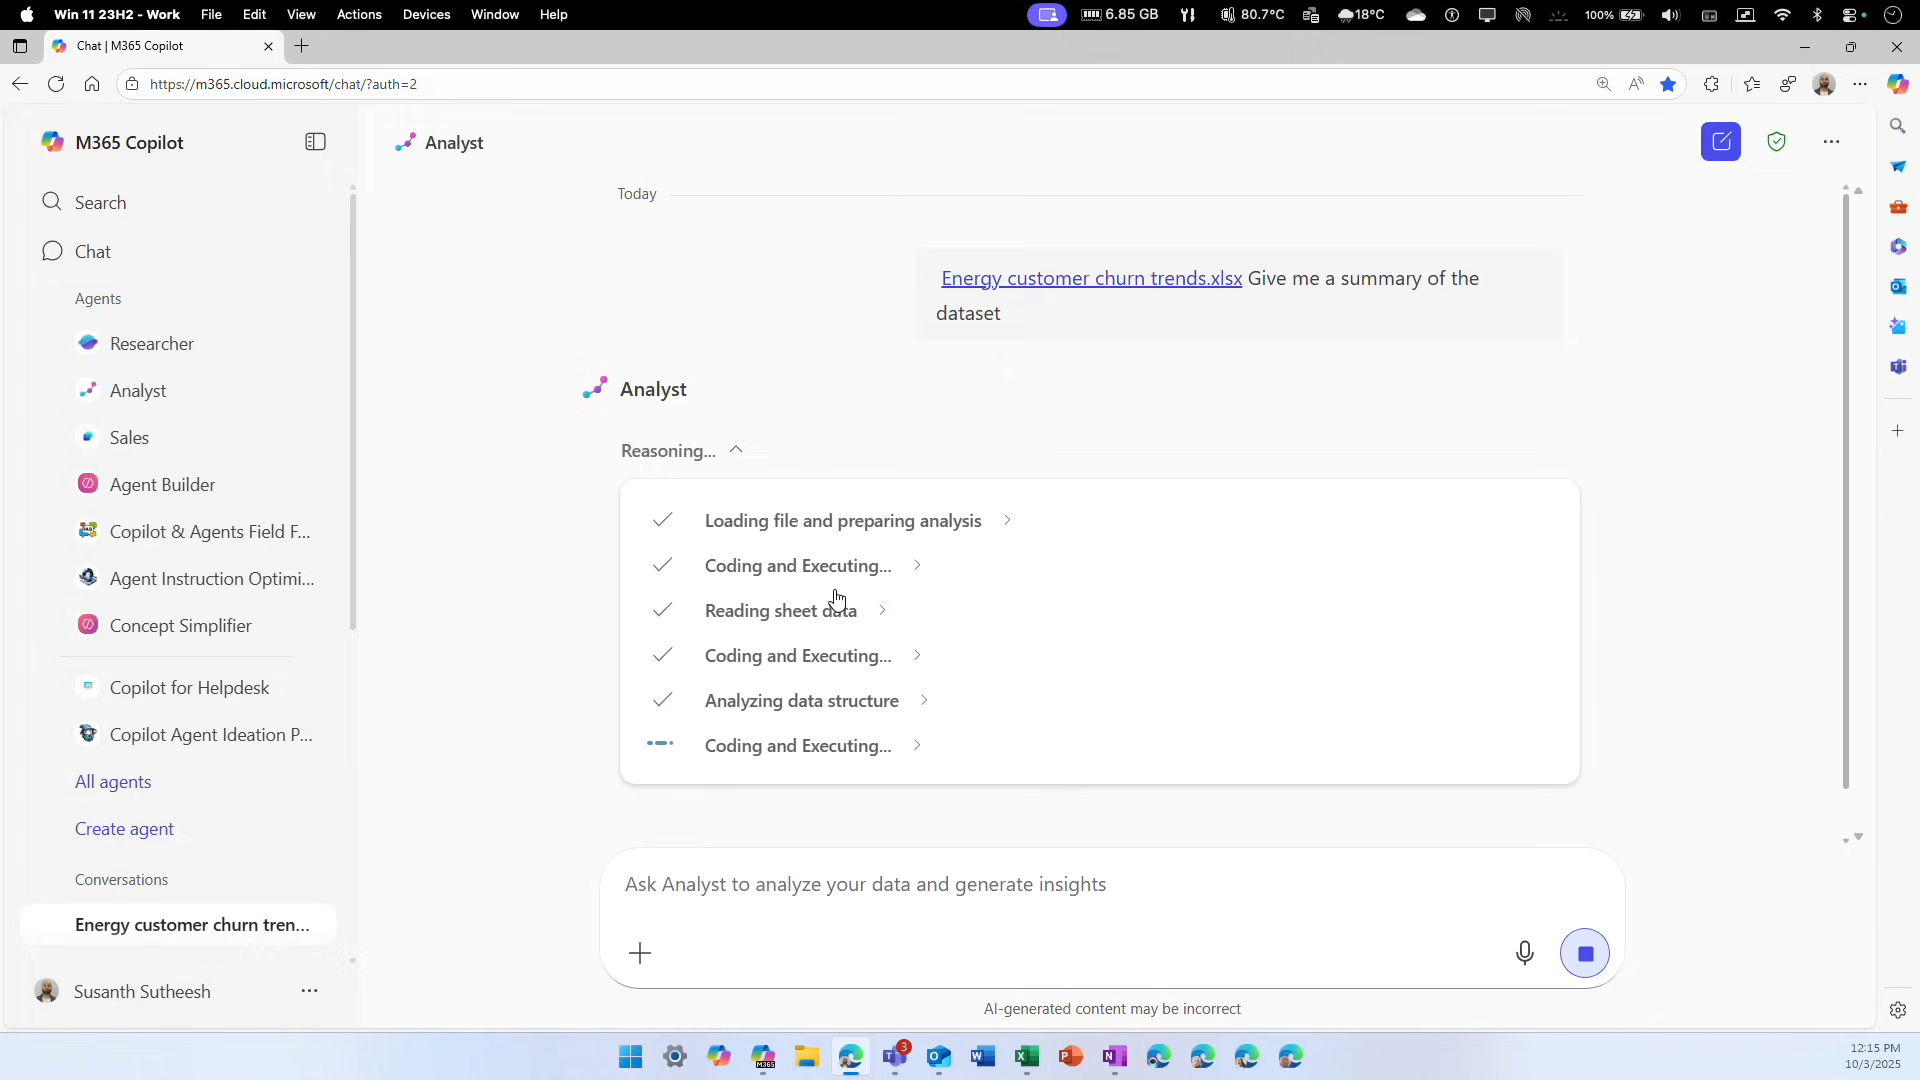 Win 11 23H2 - Work File Edit View Actions Devices Window Help 6.85 GB 80.7°C 18°C 100%
Chat | M365 Copilot
https://m365.cloud.microsoft/chat/?auth=2
M365 Copilot
Search
Chat
Agents
Researcher
Analyst
Sales
Agent Builder
Copilot & Agents Field F...
Agent Instruction Optimi...
Concept Simplifier
Copilot for Helpdesk
Copilot Agent Ideation P...
All agents
Create agent
Conversations
Energy customer churn tren...
Susanth Sutheesh
Analyst
Today
Energy customer churn trends.xlsx Give me a summary of the
dataset
Analyst
Reasoning...
Loading file and preparing analysis
Coding and Executing...
Reading sheet data
Coding and Executing...
Analyzing data structure
Coding and Executing...
Ask Analyst to analyze your data and generate insights
AI-generated content may be incorrect
M365
3
12:15 PM
10/3/2025